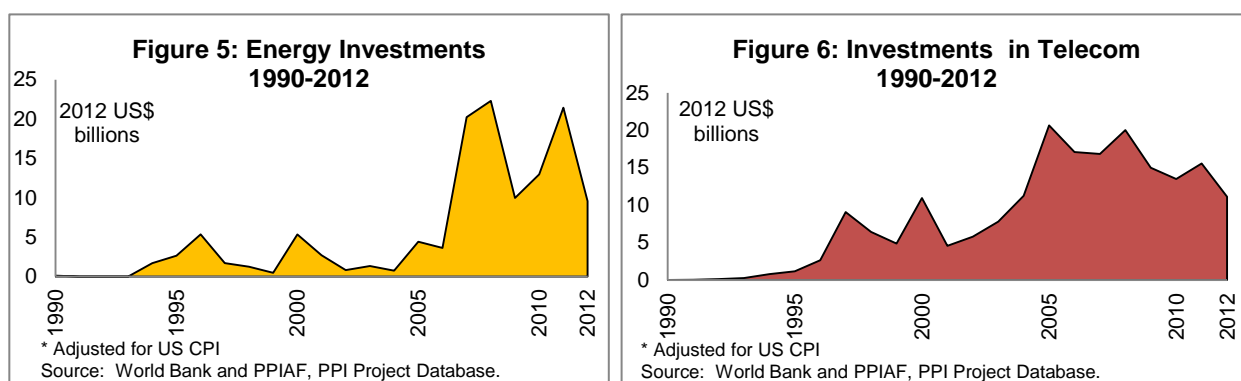 Figure 5: Energy Investments
1990-2012
2012 US$
billions
25
20
15
10
5
0
1990
1995
2000
2005
2010
2012
* Adjusted for US CPI
Source: World Bank and PPIAF, PPI Project Database.
Figure 6: Investments in Telecom
1990-2012
2012 US$
billions
25
20
15
10
5
0
1990
1995
2000
2005
2010
2012
* Adjusted for US CPI
Source: World Bank and PPIAF, PPI Project Database.